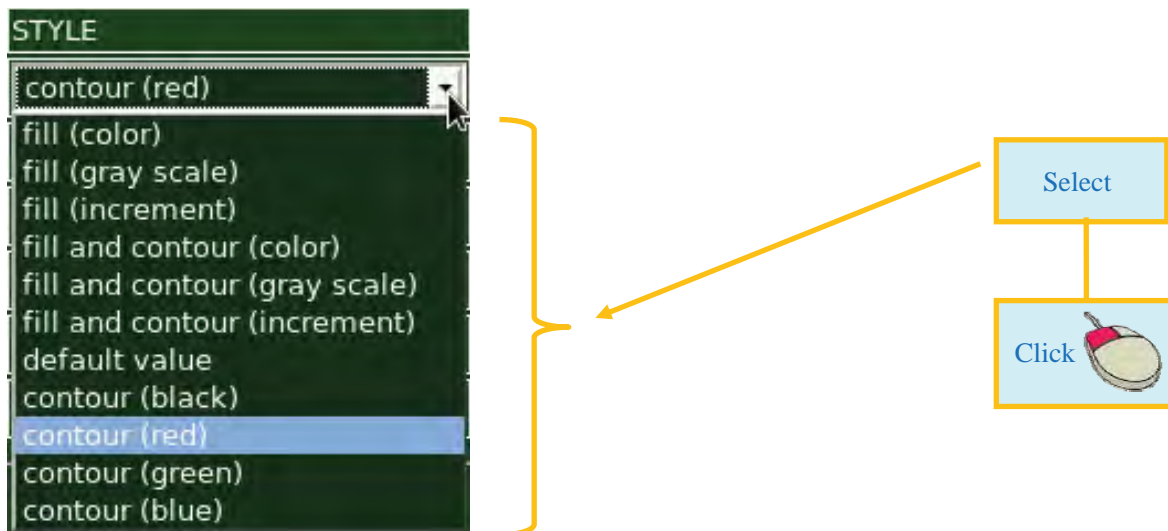 STYLE
contour (red)
fill (color)
fill (gray scale)
fill (increment)
fill and contour (color)
fill and contour (gray scale)
fill and contour (increment)
default value
contour (black)
contour (red)
contour (green)
contour (blue)
Select
Click